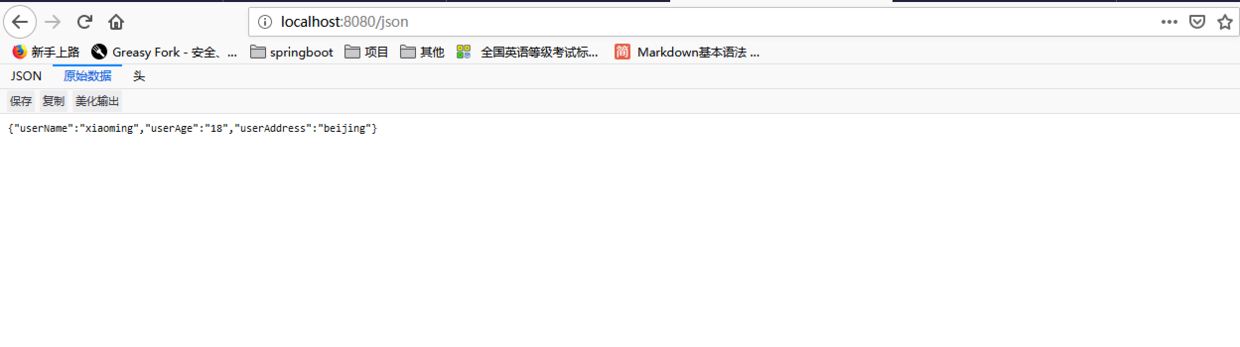 localhost:8080/json
新手上路 Greasy Fork - 安全、... springboot 项目 其他 全国英语等级考试标... 简 Markdown基本语法 ...
JSON 原始数据 头
保存 复制 美化输出
{"userName":"xiaoming","userAge":"18","userAddress":"beijing"}